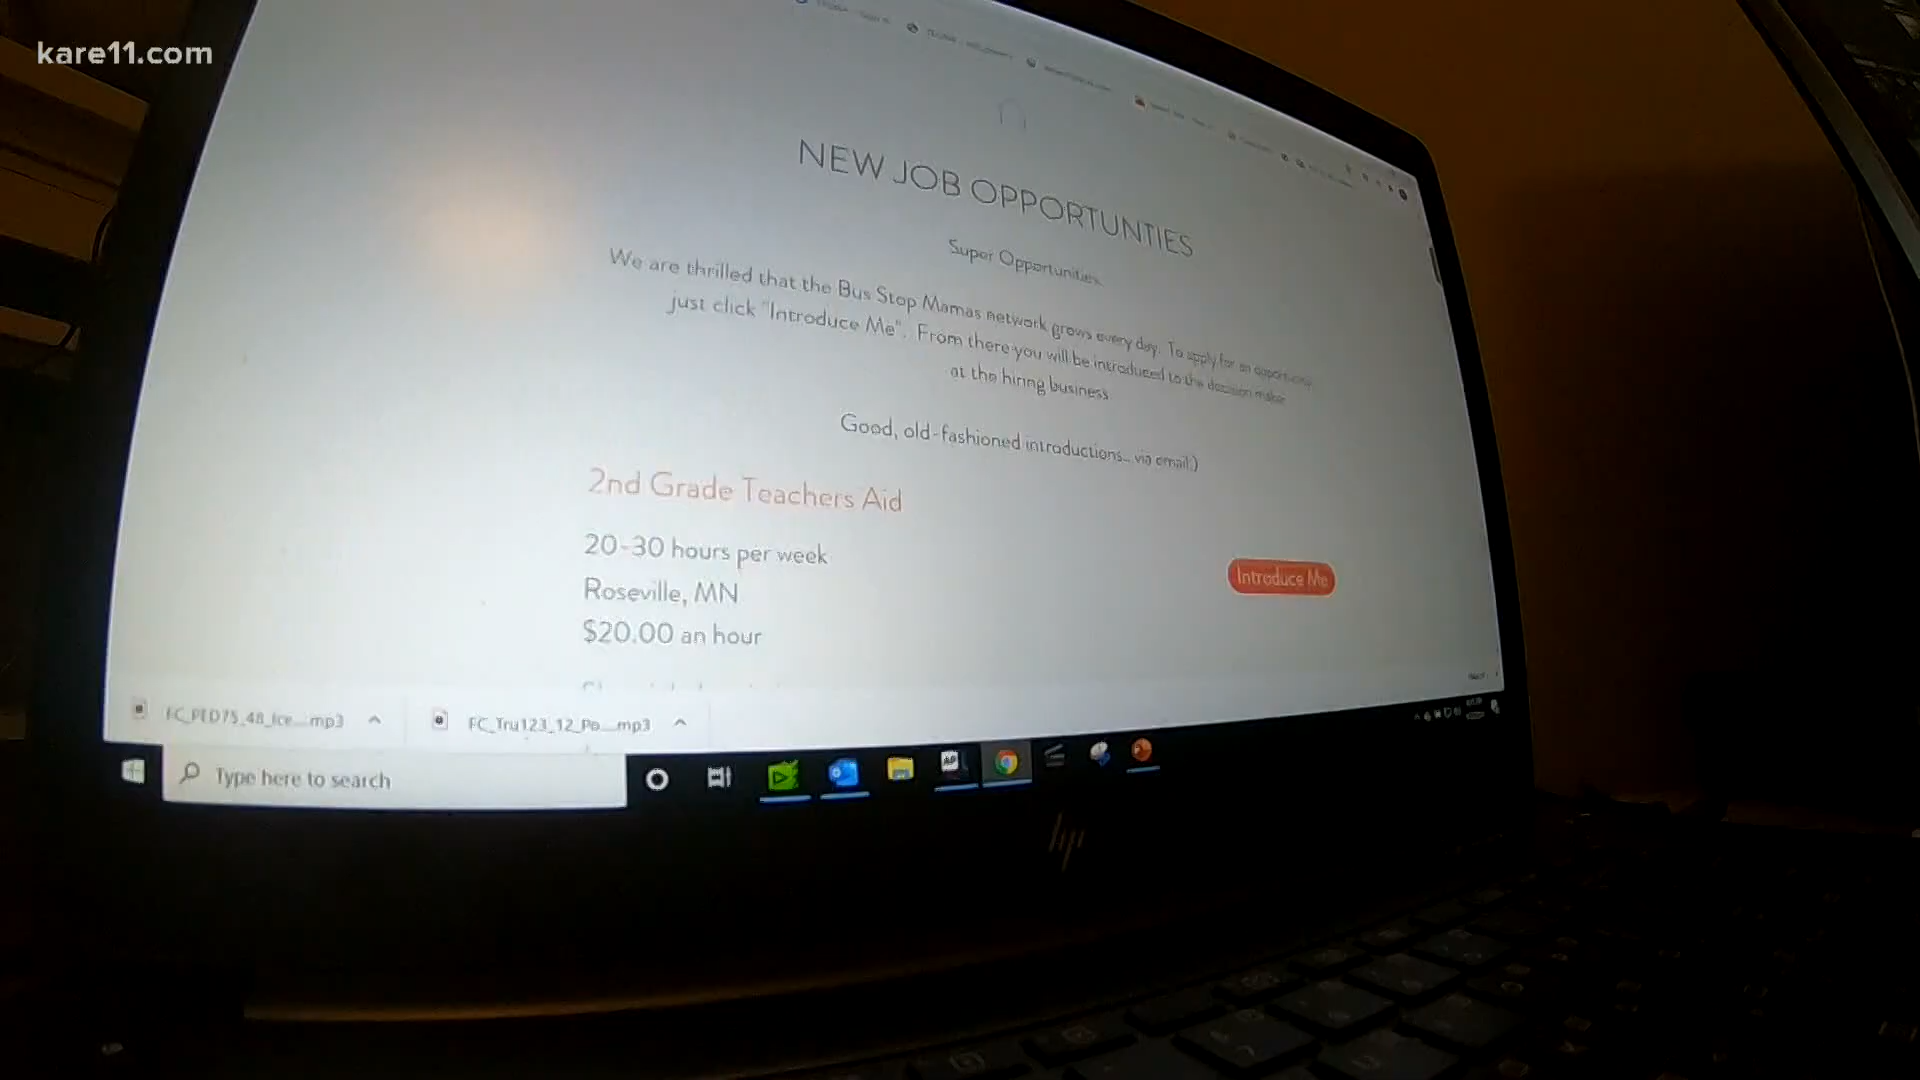 kare11.com
NEW JOB OPPORTUNTIES
Super Opportunities
We are thrilled that the Bus Stop Mamas network grows every day. To apply for an opportunity
just click "Introduce Me". From there you will be introduced to the decision maker
at the hiring business
Good, old-fashioned introductions... via email:)
2nd Grade Teachers Aid
20-30 hours per week
Introduce Me
Roseville, MN
$20.00 an hour
FC_PED75_48_Ice....mp3
FC_Tru123_12_Po....mp3
Type here to search
hp